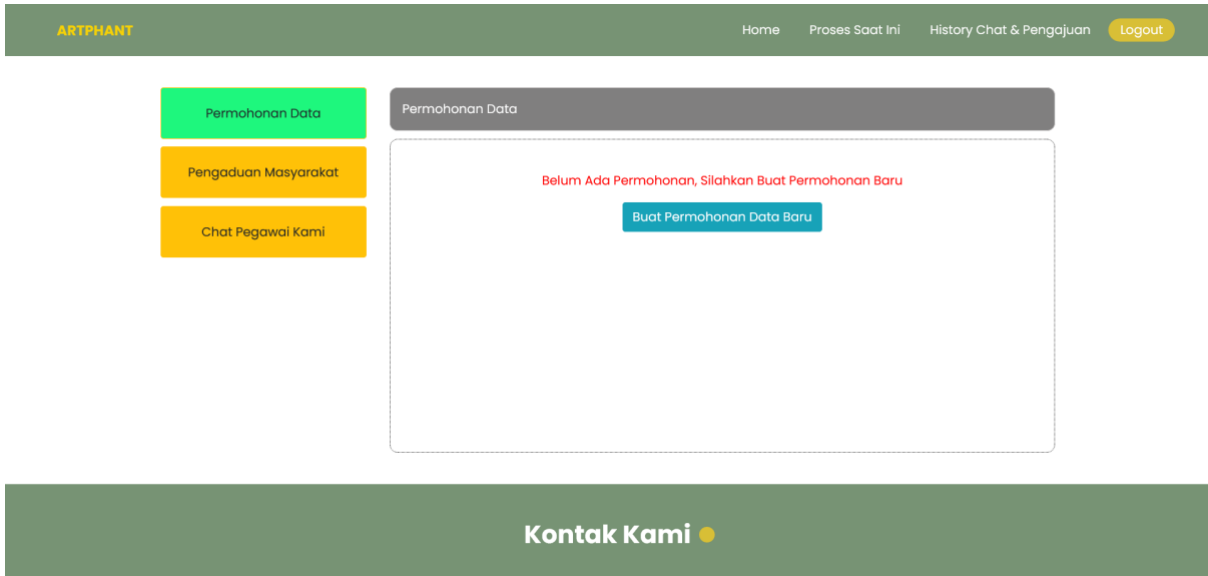 ARTPHANT
Home
Proses Saat Ini
History Chat & Pengajuan
Logout
Permohonan Data
Pengaduan Masyarakat
Chat Pegawai Kami
Permohonan Data
Belum Ada Permohonan, Silahkan Buat Permohonan Baru
Buat Permohonan Data Baru
Kontak Kami